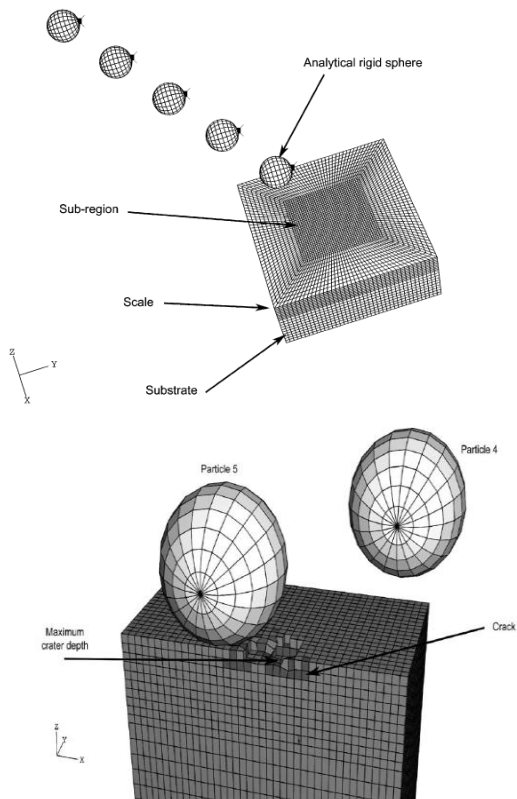 Analytical rigid sphere
Sub-region
Scale
Substrate
Z
Y
X
Particle 5
Particle 4
Maximum
crater depth
Crack
Z
Y
X